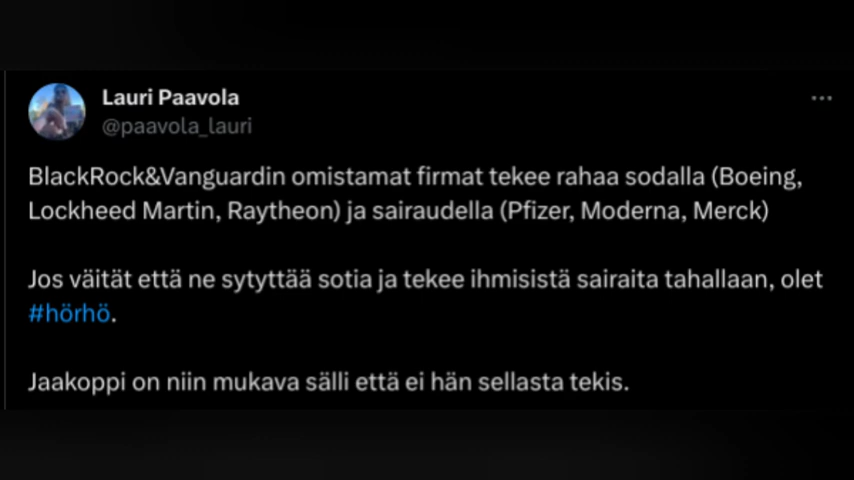 Lauri Paavola
@paavola_lauri
BlackRock&Vanguardin omistamat firmat tekee rahaa sodalla (Boeing,
Lockheed Martin, Raytheon) ja sairaudella (Pfizer, Moderna, Merck)
Jos väität että ne sytyttää sotia ja tekee ihmisistä sairaita tahallaan, olet
#hörhö.
Jaakoppi on niin mukava sälli että ei hän sellasta tekis.